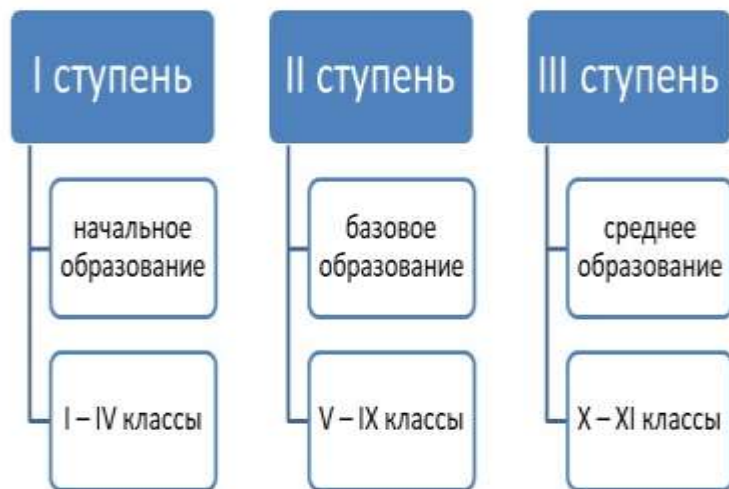 I ступень
начальное
образование
I – IV классы
II ступень
базовое
образование
V – IX классы
III ступень
среднее
образование
X – XI классы